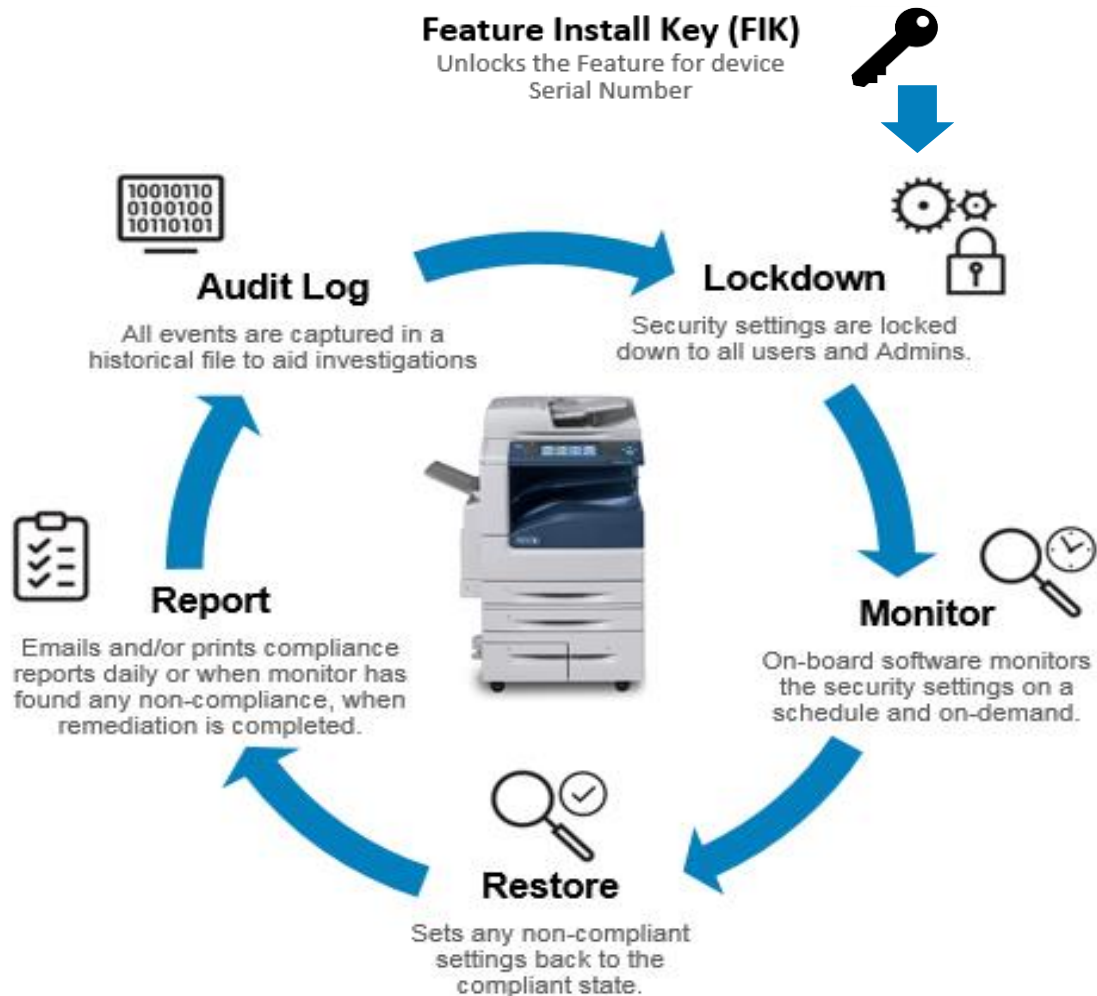 Feature Install Key (FIK)
Unlocks the Feature for device
Serial Number
10010110
0100100
10110101
Audit Log
All events are captured in a
historical file to aid investigations
Lockdown
Security settings are locked
down to all users and Admins.
Monitor
On-board software monitors
the security settings on a
schedule and on-demand.
Restore
Sets any non-compliant
settings back to the
compliant state.
Report
Emails and/or prints compliance
reports daily or when monitor has
found any non-compliance, when
remediation is completed.